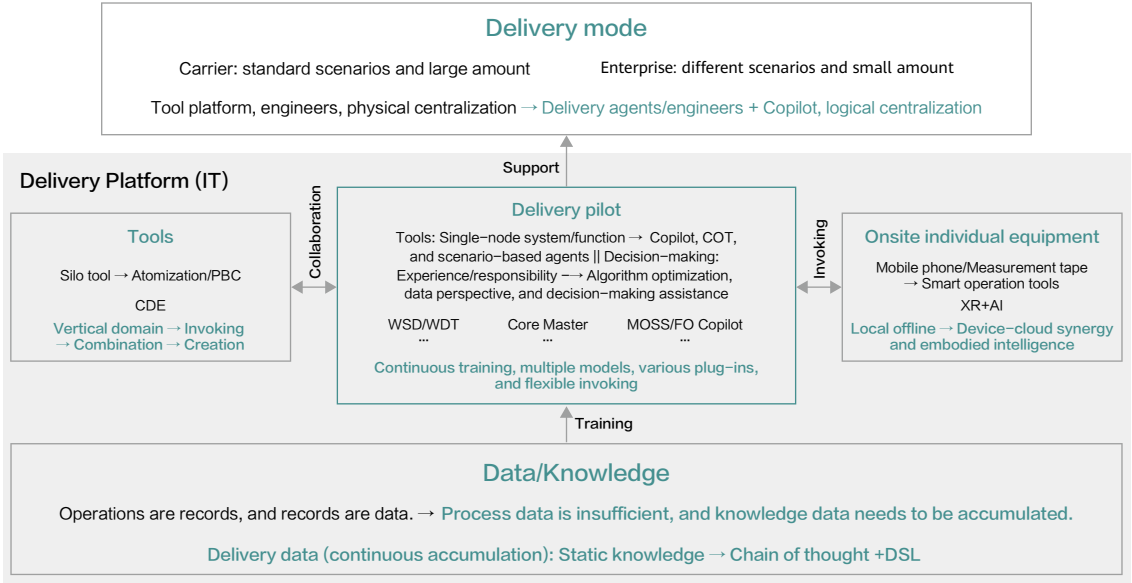 Delivery mode
Carrier: standard scenarios and large amount
Enterprise: different scenarios and small amount
Tool platform, engineers, physical centralization → Delivery agents/engineers + Copilot, logical centralization
Support
Delivery Platform (IT)
Tools
Silo tool → Atomization/PBC
CDE
Vertical domain → Invoking
→ Combination → Creation
Collaboration
Delivery pilot
Tools: Single−node system/function → Copilot, COT,
and scenario−based agents || Decision−making:
Experience/responsibility −→ Algorithm optimization,
data perspective, and decision−making assistance
WSD/WDT
...
Core Master
...
MOSS/FO Copilot
...
Continuous training, multiple models, various plug−ins,
and flexible invoking
Invoking
Onsite individual equipment
Mobile phone/Measurement tape
→ Smart operation tools
XR+AI
Local offline → Device−cloud synergy
and embodied intelligence
Training
Data/Knowledge
Operations are records, and records are data. → Process data is insufficient, and knowledge data needs to be accumulated.
Delivery data (continuous accumulation): Static knowledge → Chain of thought +DSL